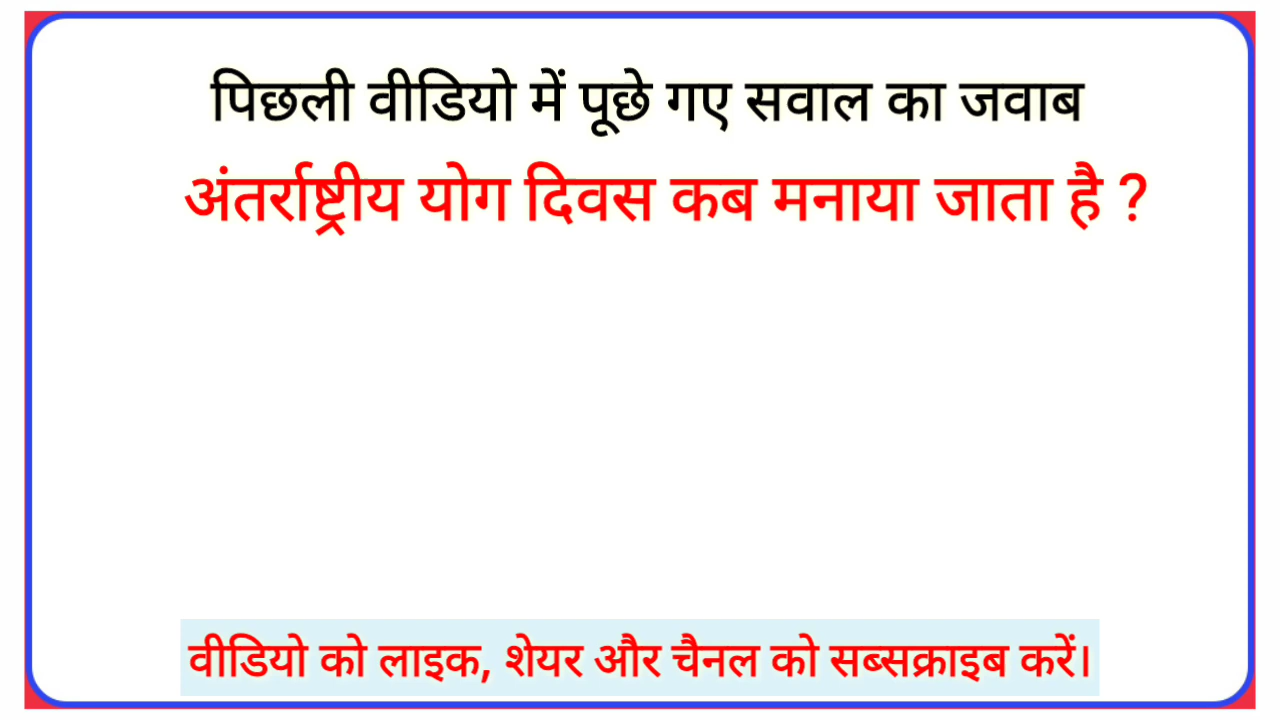 पिछली वीडियो में पूछे गए सवाल का जवाब
अंतर्राष्ट्रीय योग दिवस कब मनाया जाता है ?
वीडियो को लाइक, शेयर और चैनल को सब्सक्राइब करें।